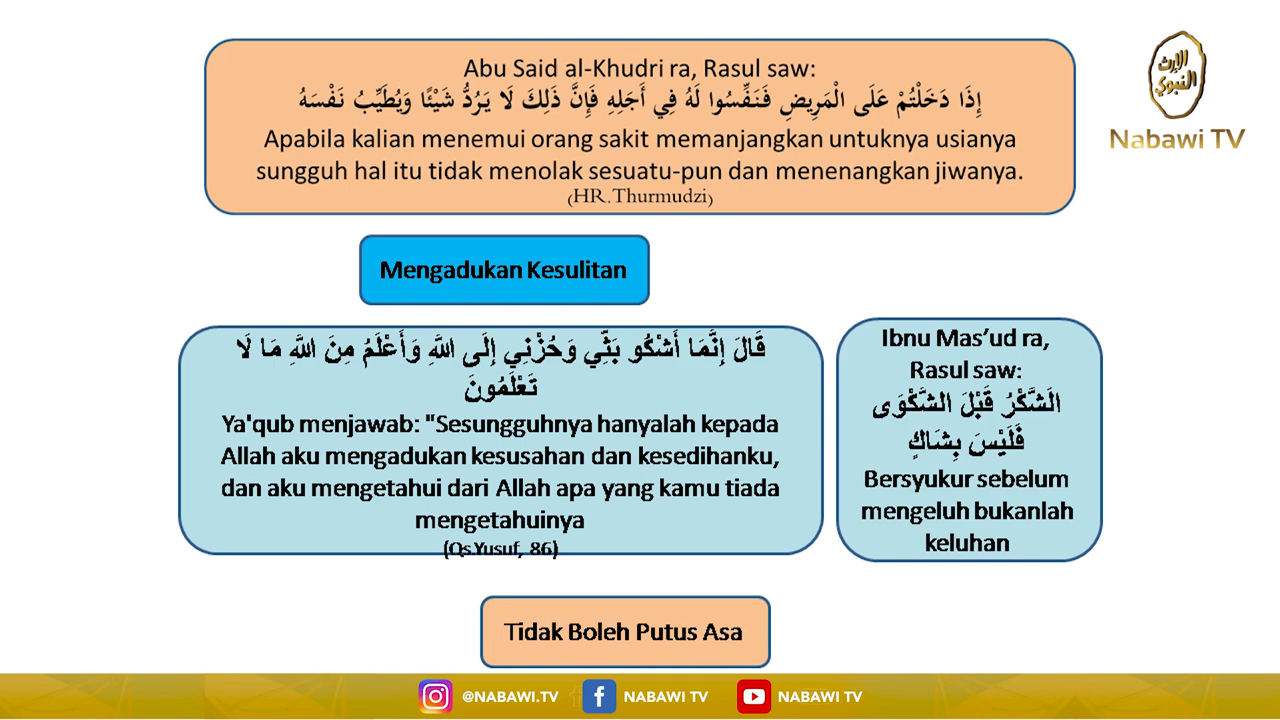 Abu Said al-Khudri ra, Rasul saw:
إِذَا دَخَلْتُمْ عَلَى الْمَرِيضِ فَنَفِّسُوا لَهُ فِي أَجَلِهِ فَإِنَّ ذَلِكَ لَا يَرُدُّ شَيْئًا وَيُطَيِّبُ نَفْسَهُ
Apabila kalian menemui orang sakit memanjangkan untuknya usianya
sungguh hal itu tidak menolak sesuatu-pun dan menenangkan jiwanya.
(HR.Thurmudzi)
الإرث
النبوي
Nabawi TV
Mengadukan Kesulitan
قَالَ إِنَّمَا أَشْكُو بَثِّي وَحُزْنِي إِلَى اللَّهِ وَأَعْلَمُ مِنَ اللَّهِ مَا لَا
تَعْلَمُونَ
Ya'qub menjawab: "Sesungguhnya hanyalah kepada
Allah aku mengadukan kesusahan dan kesedihanku,
dan aku mengetahui dari Allah apa yang kamu tiada
mengetahuinya
(Qs.Yusuf, 86)
Ibnu Mas’ud ra,
Rasul saw:
الَشَّكْرُ قَبْلَ الشَّكْوَى
فَلَيْسَ بِشَاكٍ
Bersyukur sebelum
mengeluh bukanlah
keluhan
Tidak Boleh Putus Asa
@NABAWI.TV
NABAWI TV
NABAWI TV